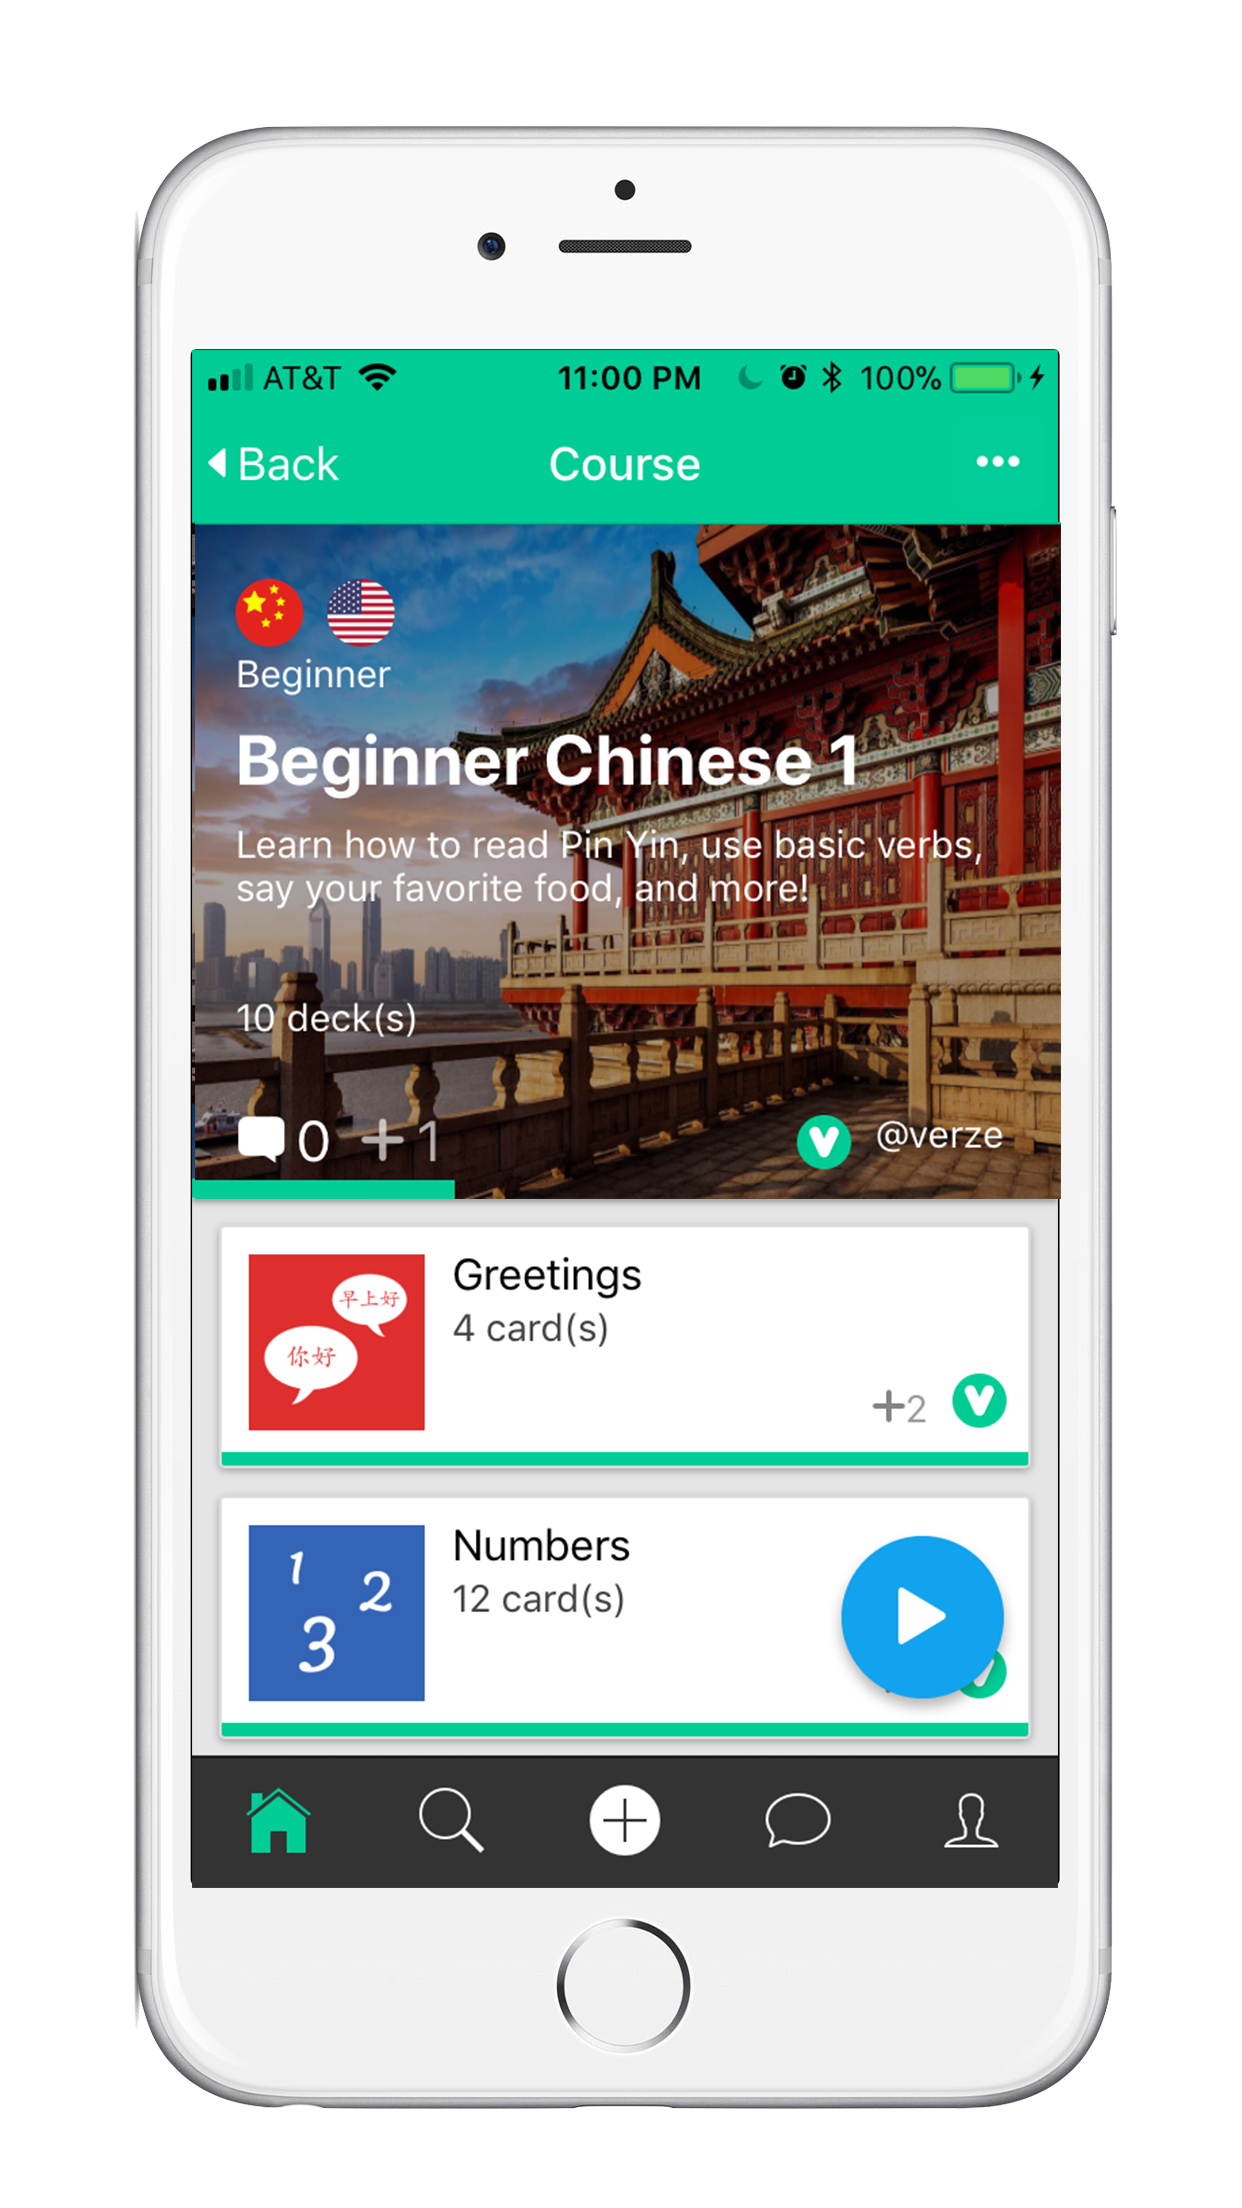 AT&T 11:00 PM 100%
Back Course
Beginner
Beginner Chinese 1
Learn how to read Pin Yin, use basic verbs,
say your favorite food, and more!
10 deck(s)
0 +1 @verze
Greetings
4 card(s)
早上好
你好
+2
Numbers
12 card(s)
1 2
3